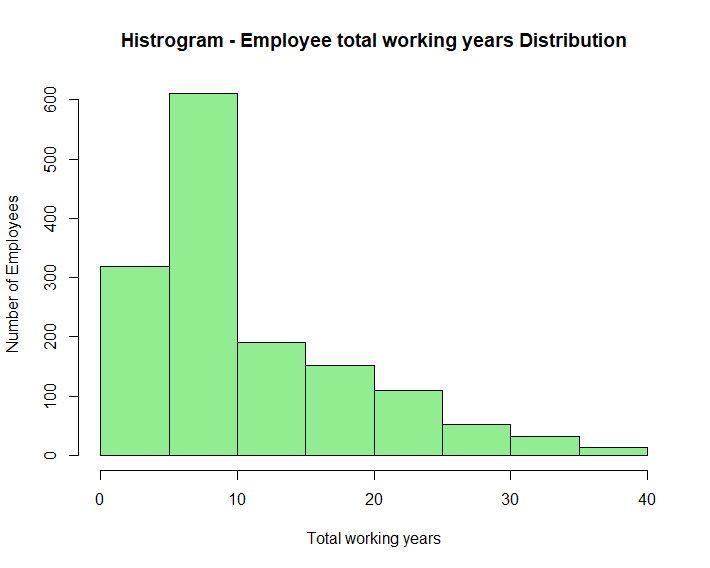 Histrogram - Employee total working years Distribution
Number of Employees
600
500
400
300
200
100
0
0 10 20 30 40
Total working years